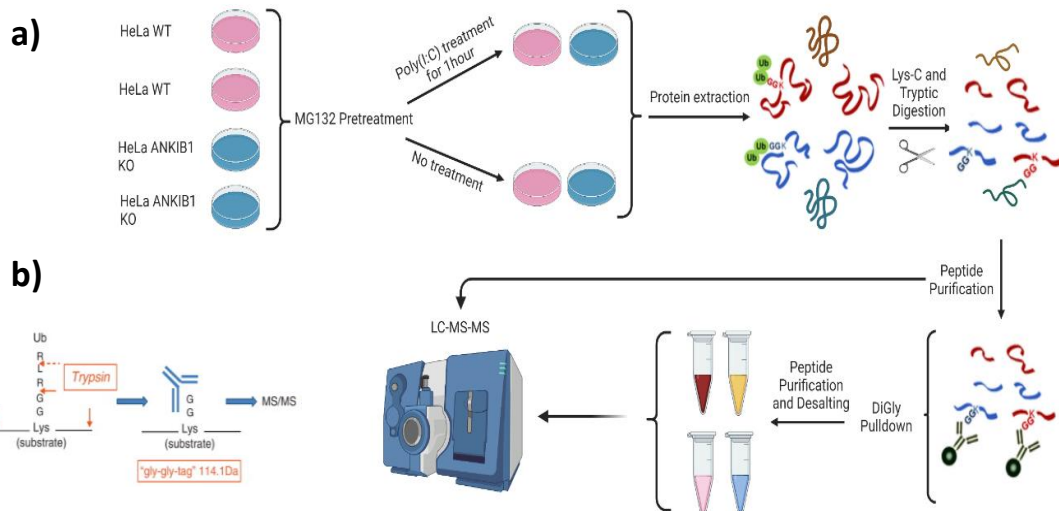 a)
HeLa WT
HeLa WT
HeLa ANKIB1
KO
HeLa ANKIB1
KO
MG132 Pretreatment
Poly(I:C) treatment
for 1hour
No treatment
Protein extraction
Ub
Ub
GG K
Ub
Ub
GG K
Lys-C and
Tryptic
Digestion
GG K
GG K
Peptide
Purification
b)
Ub
R
L
R
G
G
Lys
(substrate)
Trypsin
G
G
Lys
(substrate)
"gly-gly-tag" 114.1Da
MS/MS
LC-MS-MS
Peptide
Purification
and Desalting
DiGly
Pulldown
GG K
GG K